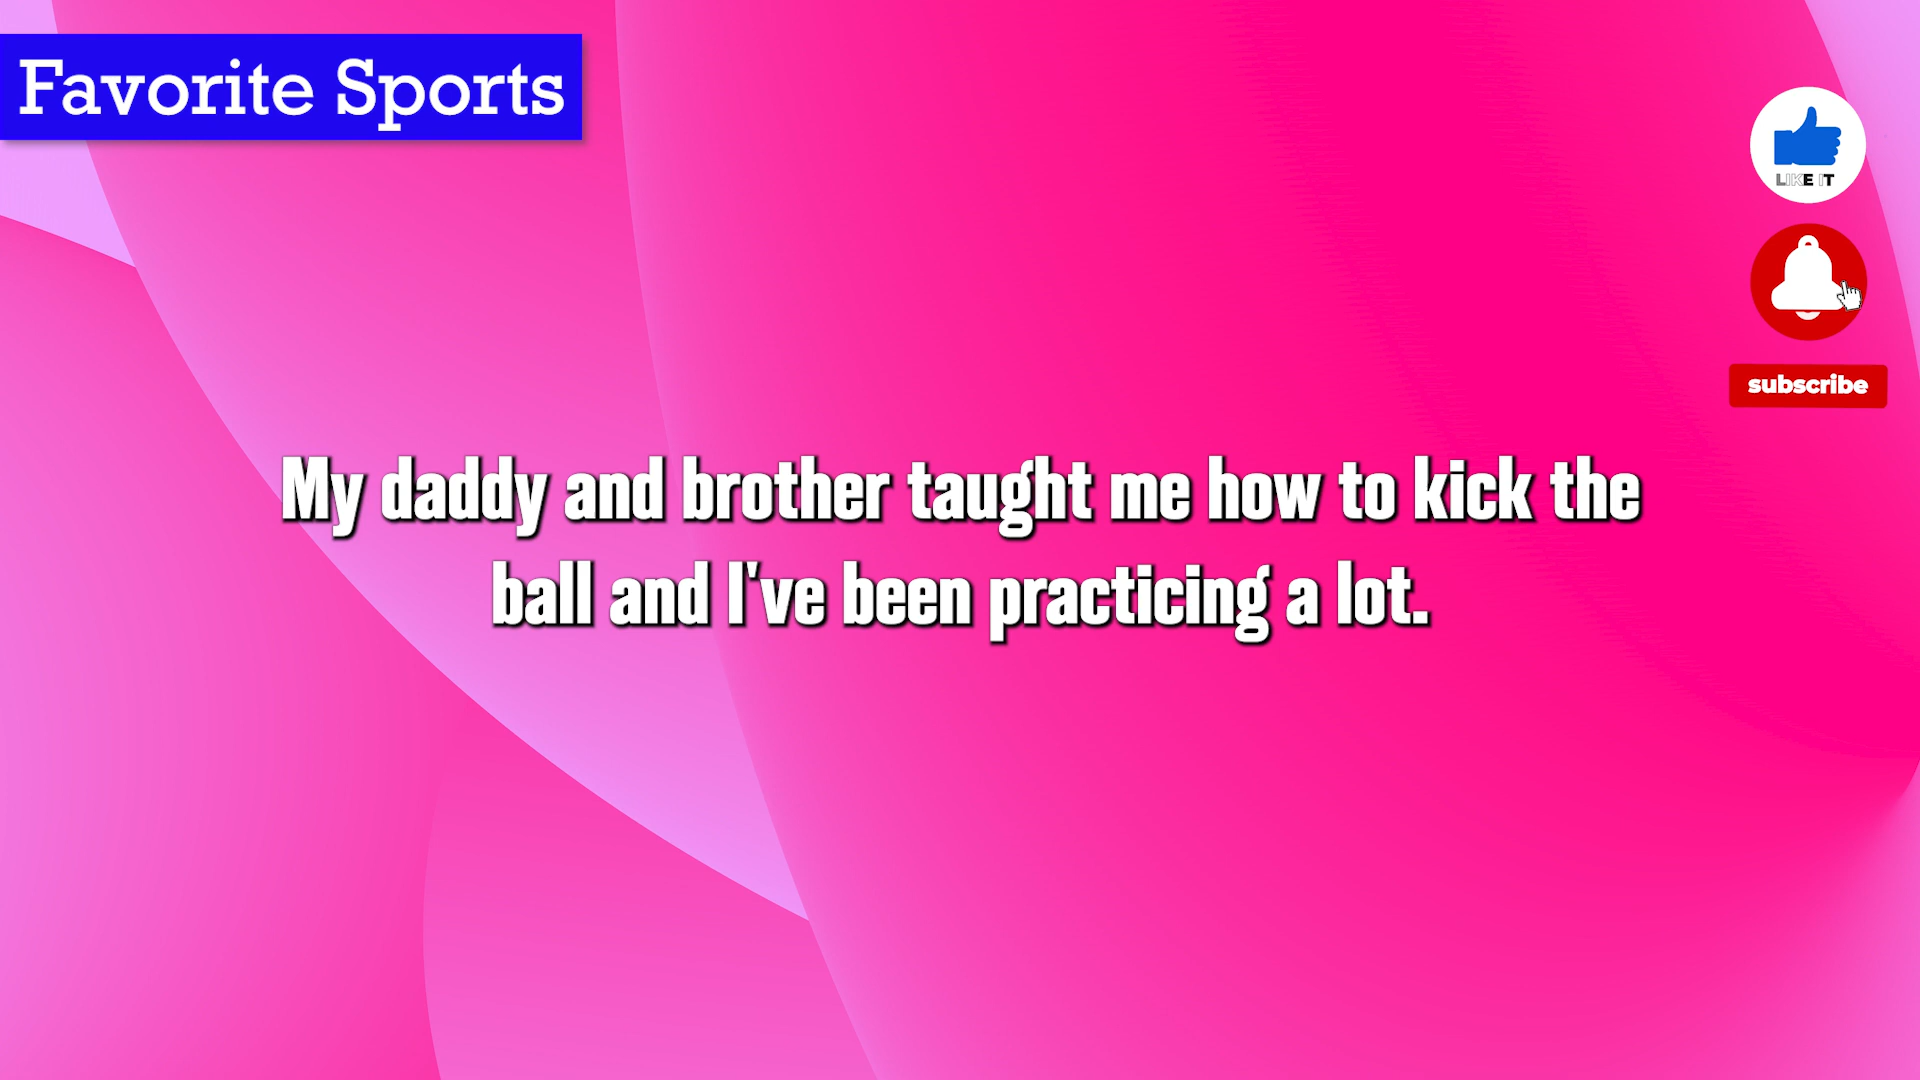 Favorite Sports
LIKE IT
subscribe
My daddy and brother taught me how to kick the
ball and I've been practicing a lot.